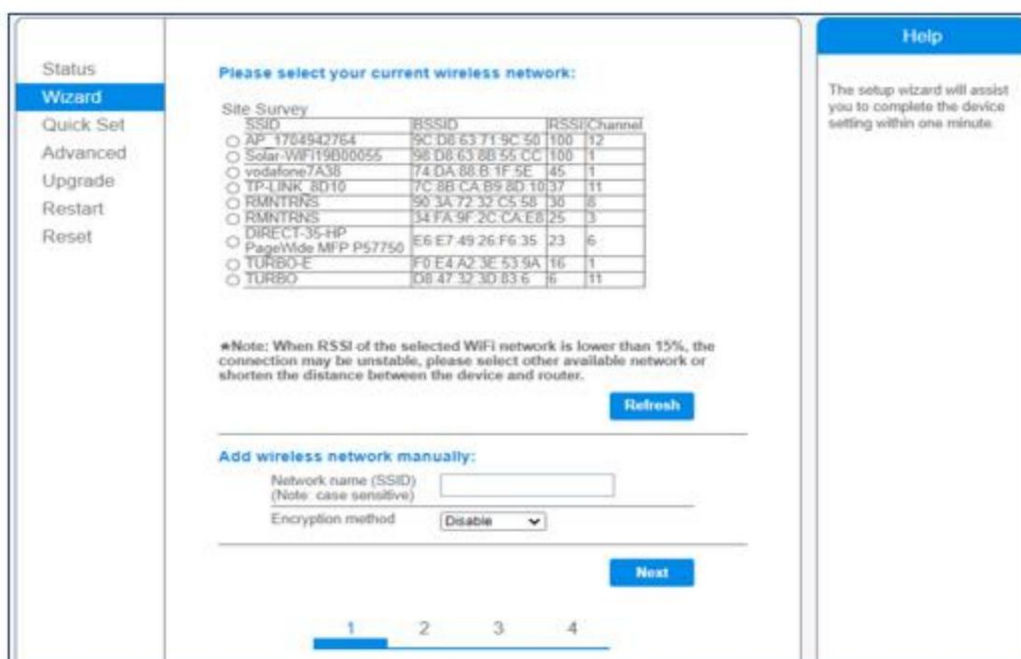 Status
Wizard
Quick Set
Advanced
Upgrade
Restart
Reset
Please select your current wireless network:
Site Survey
SSID BSSID RSSI Channel
AP_1704942764 9C:D8:63:71:9C:50 100 12
Solar-WiFi19B00055 98:D8:63:8B:55:CC 100 1
vodafone7A38 74:DA:88:B:1F:5E 45 1
TP-LINK_8D10 7C:8B:CA:B9:8D:10 37 11
RMNTRNS 90:3A:72:32:C5:58 30 8
RMNTRNS 34:FA:9F:2C:CA:E8 25 3
DIRECT-35-HP
PageWide MFP P57750 E6:E7:49:26:F6:35 23 6
TURBO-E F0:E4:A2:3E:53:9A 16 1
TURBO D8:47:32:3D:83:6 6 11
★Note: When RSSI of the selected WiFi network is lower than 15%, the
connection may be unstable, please select other available network or
shorten the distance between the device and router.
Refresh
Add wireless network manually:
Network name (SSID)
(Note: case sensitive)
Encryption method Disable
Next
1 2 3 4
Help
The setup wizard will assist
you to complete the device
setting within one minute.